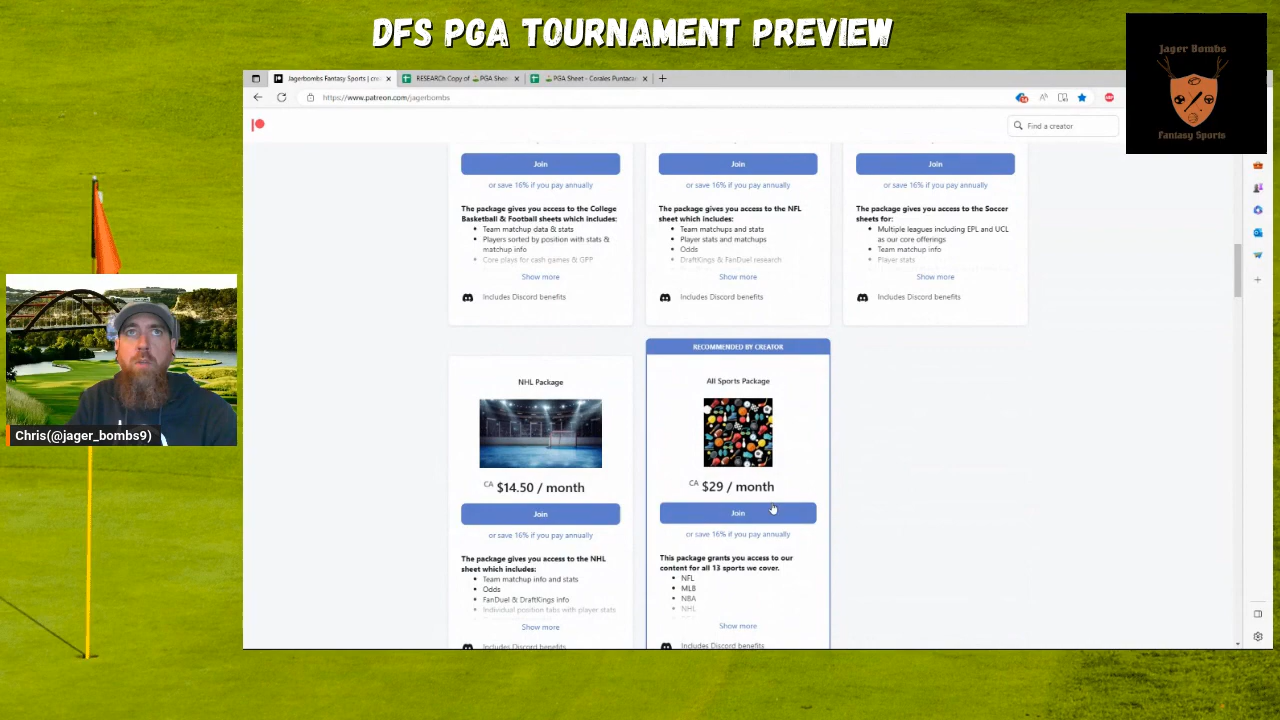 DFS PGA TOURNAMENT PREVIEW
Jager Bombs
Fantasy Sports
Jagerbombs Fantasy Sports | cre
RESEARCh Copy of PGA Shee
PGA Sheet - Corales Puntacan
https://www.patreon.com/jagerbombs
Find a creator
Join
or save 16% if you pay annually
The package gives you access to the College
Basketball & Football sheets which includes:
Team matchup data & stats
Players sorted by position with stats &
matchup info
Core plays for cash games & GPP
Show more
Includes Discord benefits
Join
or save 16% if you pay annually
The package gives you access to the NFL
sheet which includes:
Team matchups and stats
Player stats and matchups
Odds
DraftKings & FanDuel research
Show more
Includes Discord benefits
Join
or save 16% if you pay annually
The package gives you access to the Soccer
sheets for:
Multiple leagues including EFL and UCL
as our core offerings
Team matchup info
Player stats
Show more
Includes Discord benefits
NHL Package
CA $14.50 / month
Join
or save 16% if you pay annually
The package gives you access to the NHL
sheet which includes:
Team matchup info and stats
Odds
FanDuel & DraftKings info
Individual position tabs with player stats
Show more
Includes Discord benefits
RECOMMENDED BY CREATOR
All Sports Package
CA $29 / month
Join
or save 16% if you pay annually
This package grants you access to our
content for all 13 sports we cover.
NFL
MLB
NBA
NHL
Show more
Includes Discord benefits
Chris(@jager_bombs9)